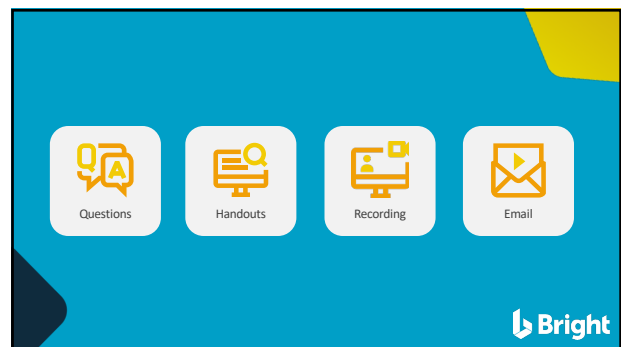 Q
A
Questions
Handouts
Recording
Email
Bright